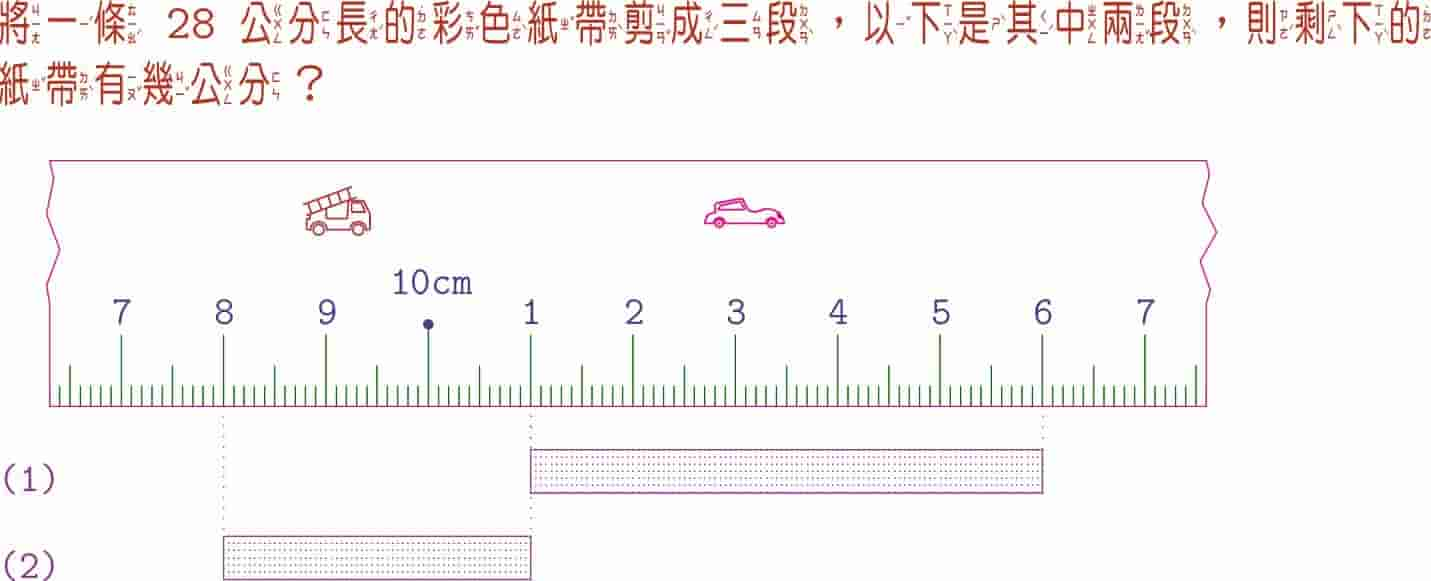 將一條 28 公分長的彩色紙帶剪成三段，以下是其中兩段，則剩下的
紙帶有幾公分？
10cm
7 8 9 1 2 3 4 5 6 7
(1)
(2)